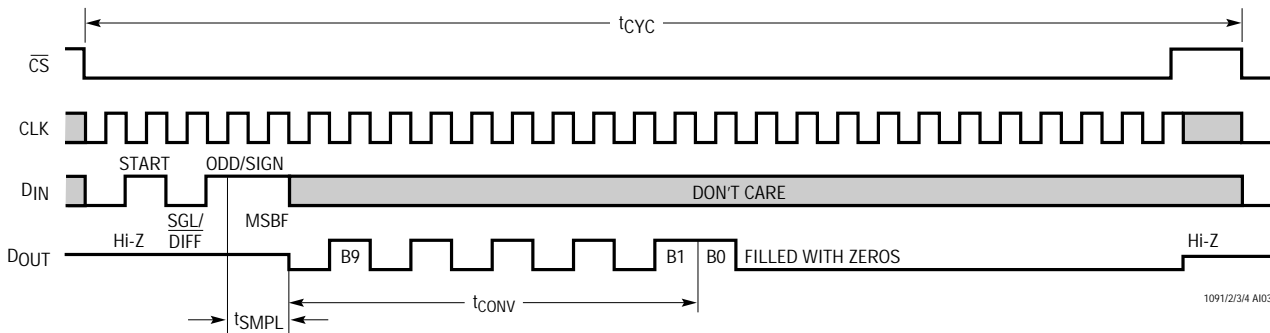 tCYC
CS
CLK
START ODD/SIGN
DIN
DON'T CARE
SGL/
DIFF
MSBF
Hi-Z
DOUT
B9 B1 B0 FILLED WITH ZEROS
Hi-Z
tCONV
tSMPL
1091/2/3/4 AI03